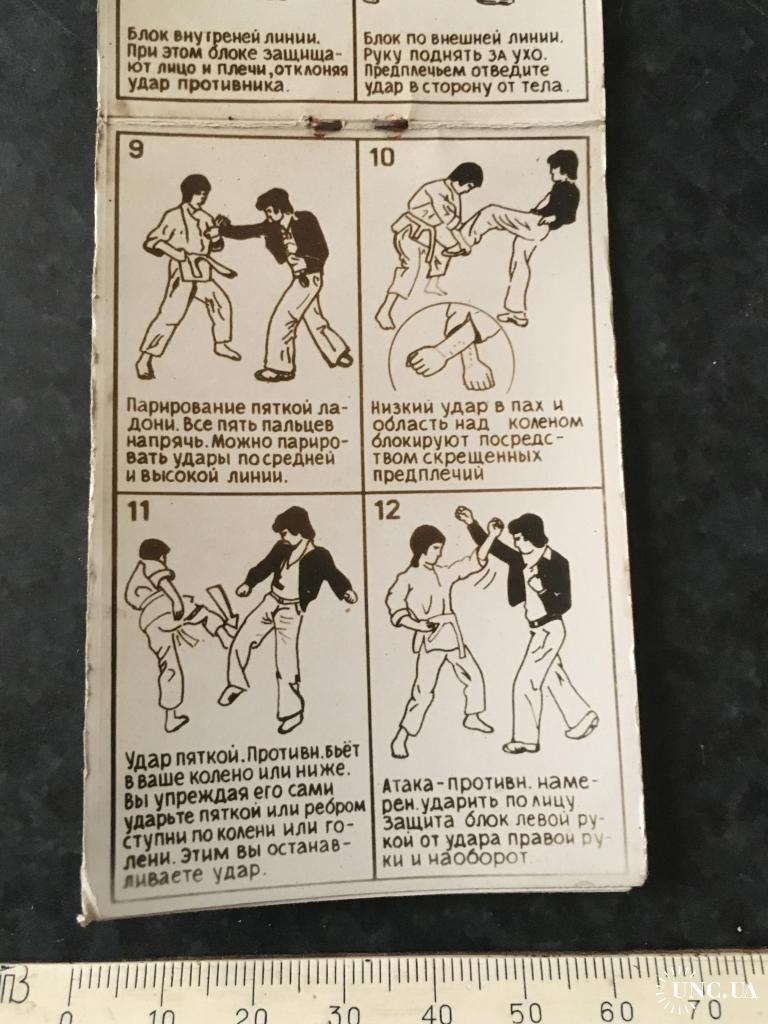 Блок внутреней линии.
При этом блоке защища-
ют лицо и плечи, отклоняя
удар противника.
Блок по внешней линии.
Руку поднять за ухо.
Предплечьем отведите
удар в сторону от тела.
9
Парирование пяткой ла-
дони. Все пять пальцев
напрячь. Можно париро-
вать удары по средней
и высокой линии.
10
Низкий удар в пах и
область над коленом
блокируют посредс-
твом скрещенных
предплечий
11
Удар пяткой. Противн. бьёт
в ваше колено или ниже.
Вы упреждая его сами
ударьте пяткой или ребром
ступни по колени или го-
лени. Этим вы останав-
ливаете удар.
12
Атака-противн. наме-
рен. ударить по лицу
Защита блок левой ру-
кой от удара правой ру-
ки и наоборот
0 10 20 30 40 50 60 70
UNC.UA